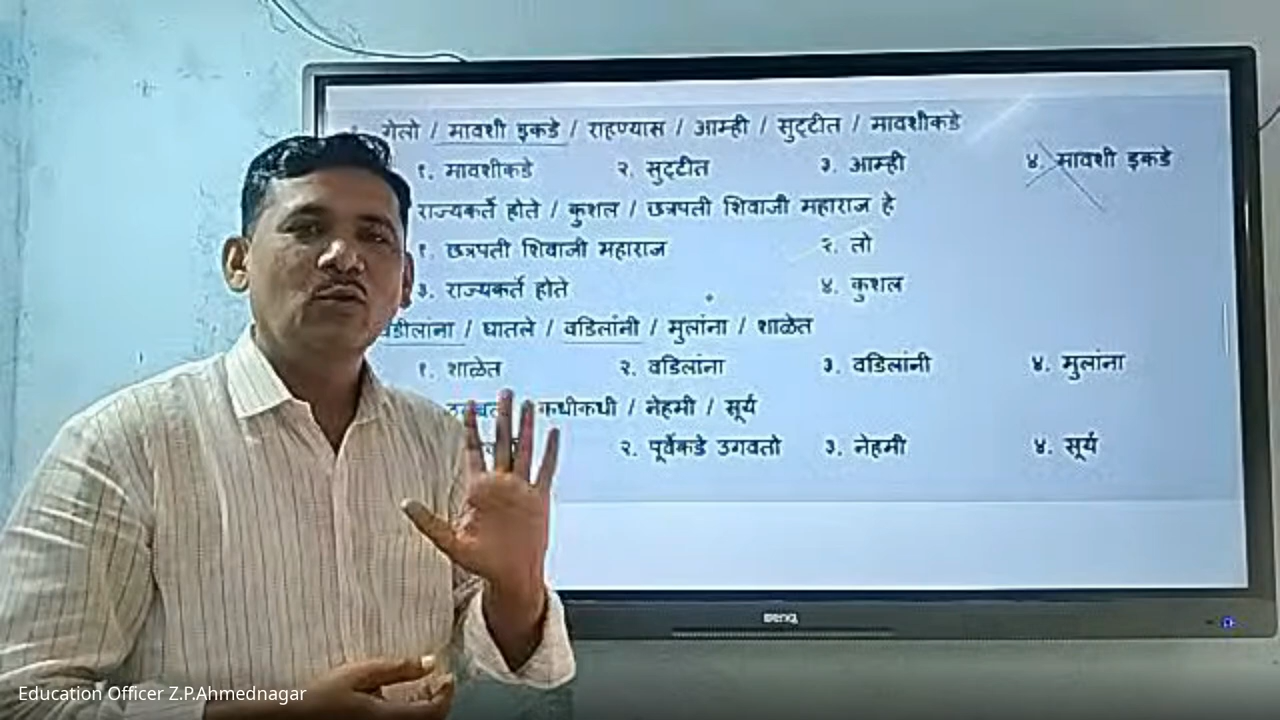 गेलो / मावशी इकडे / राहण्यास / आम्ही / सुट्टीत / मावशीकडे
१. मावशीकडे २. सुट्टीत ३. आम्ही ४. मावशी इकडे
राज्यकर्ते होते / कुशल / छत्रपती शिवाजी महाराज हे
१. छत्रपती शिवाजी महाराज २. तो
३. राज्यकर्ते होते ४. कुशल
वडीलांना / घातले / वडिलांनी / मुलांना / शाळेत
१. शाळेत २. वडिलांना ३. वडिलांनी ४. मुलांना
कधीकधी / नेहमी / सूर्य
२. पूर्वेकडे उगवतो ३. नेहमी ४. सूर्य
BenQ
Education Officer Z.P.Ahmednagar